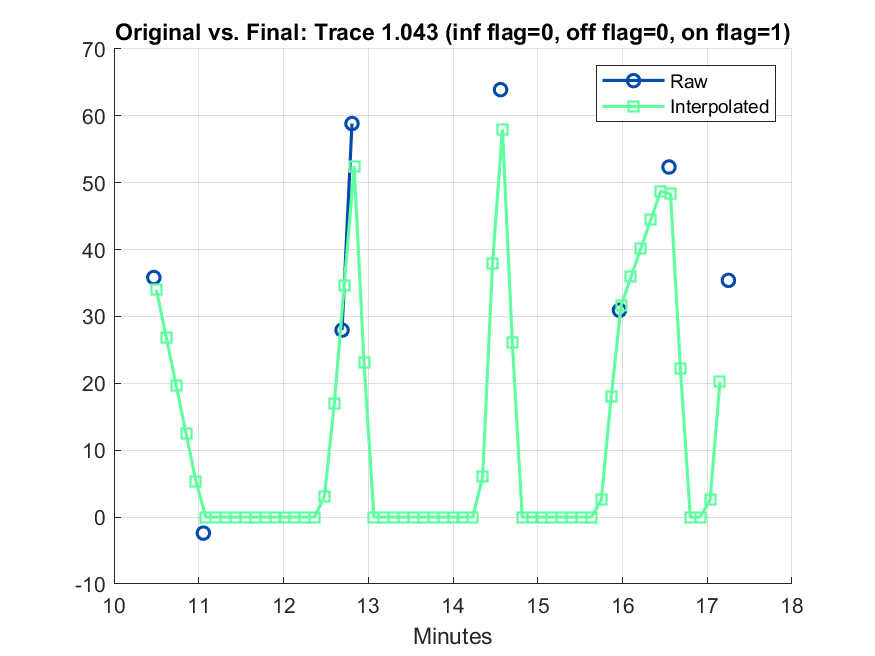 Original vs. Final: Trace 1.043 (inf flag=0, off flag=0, on flag=1)
70
60
50
40
30
20
10
0
-10
Raw
Interpolated
10 11 12 13 14 15 16 17 18
Minutes